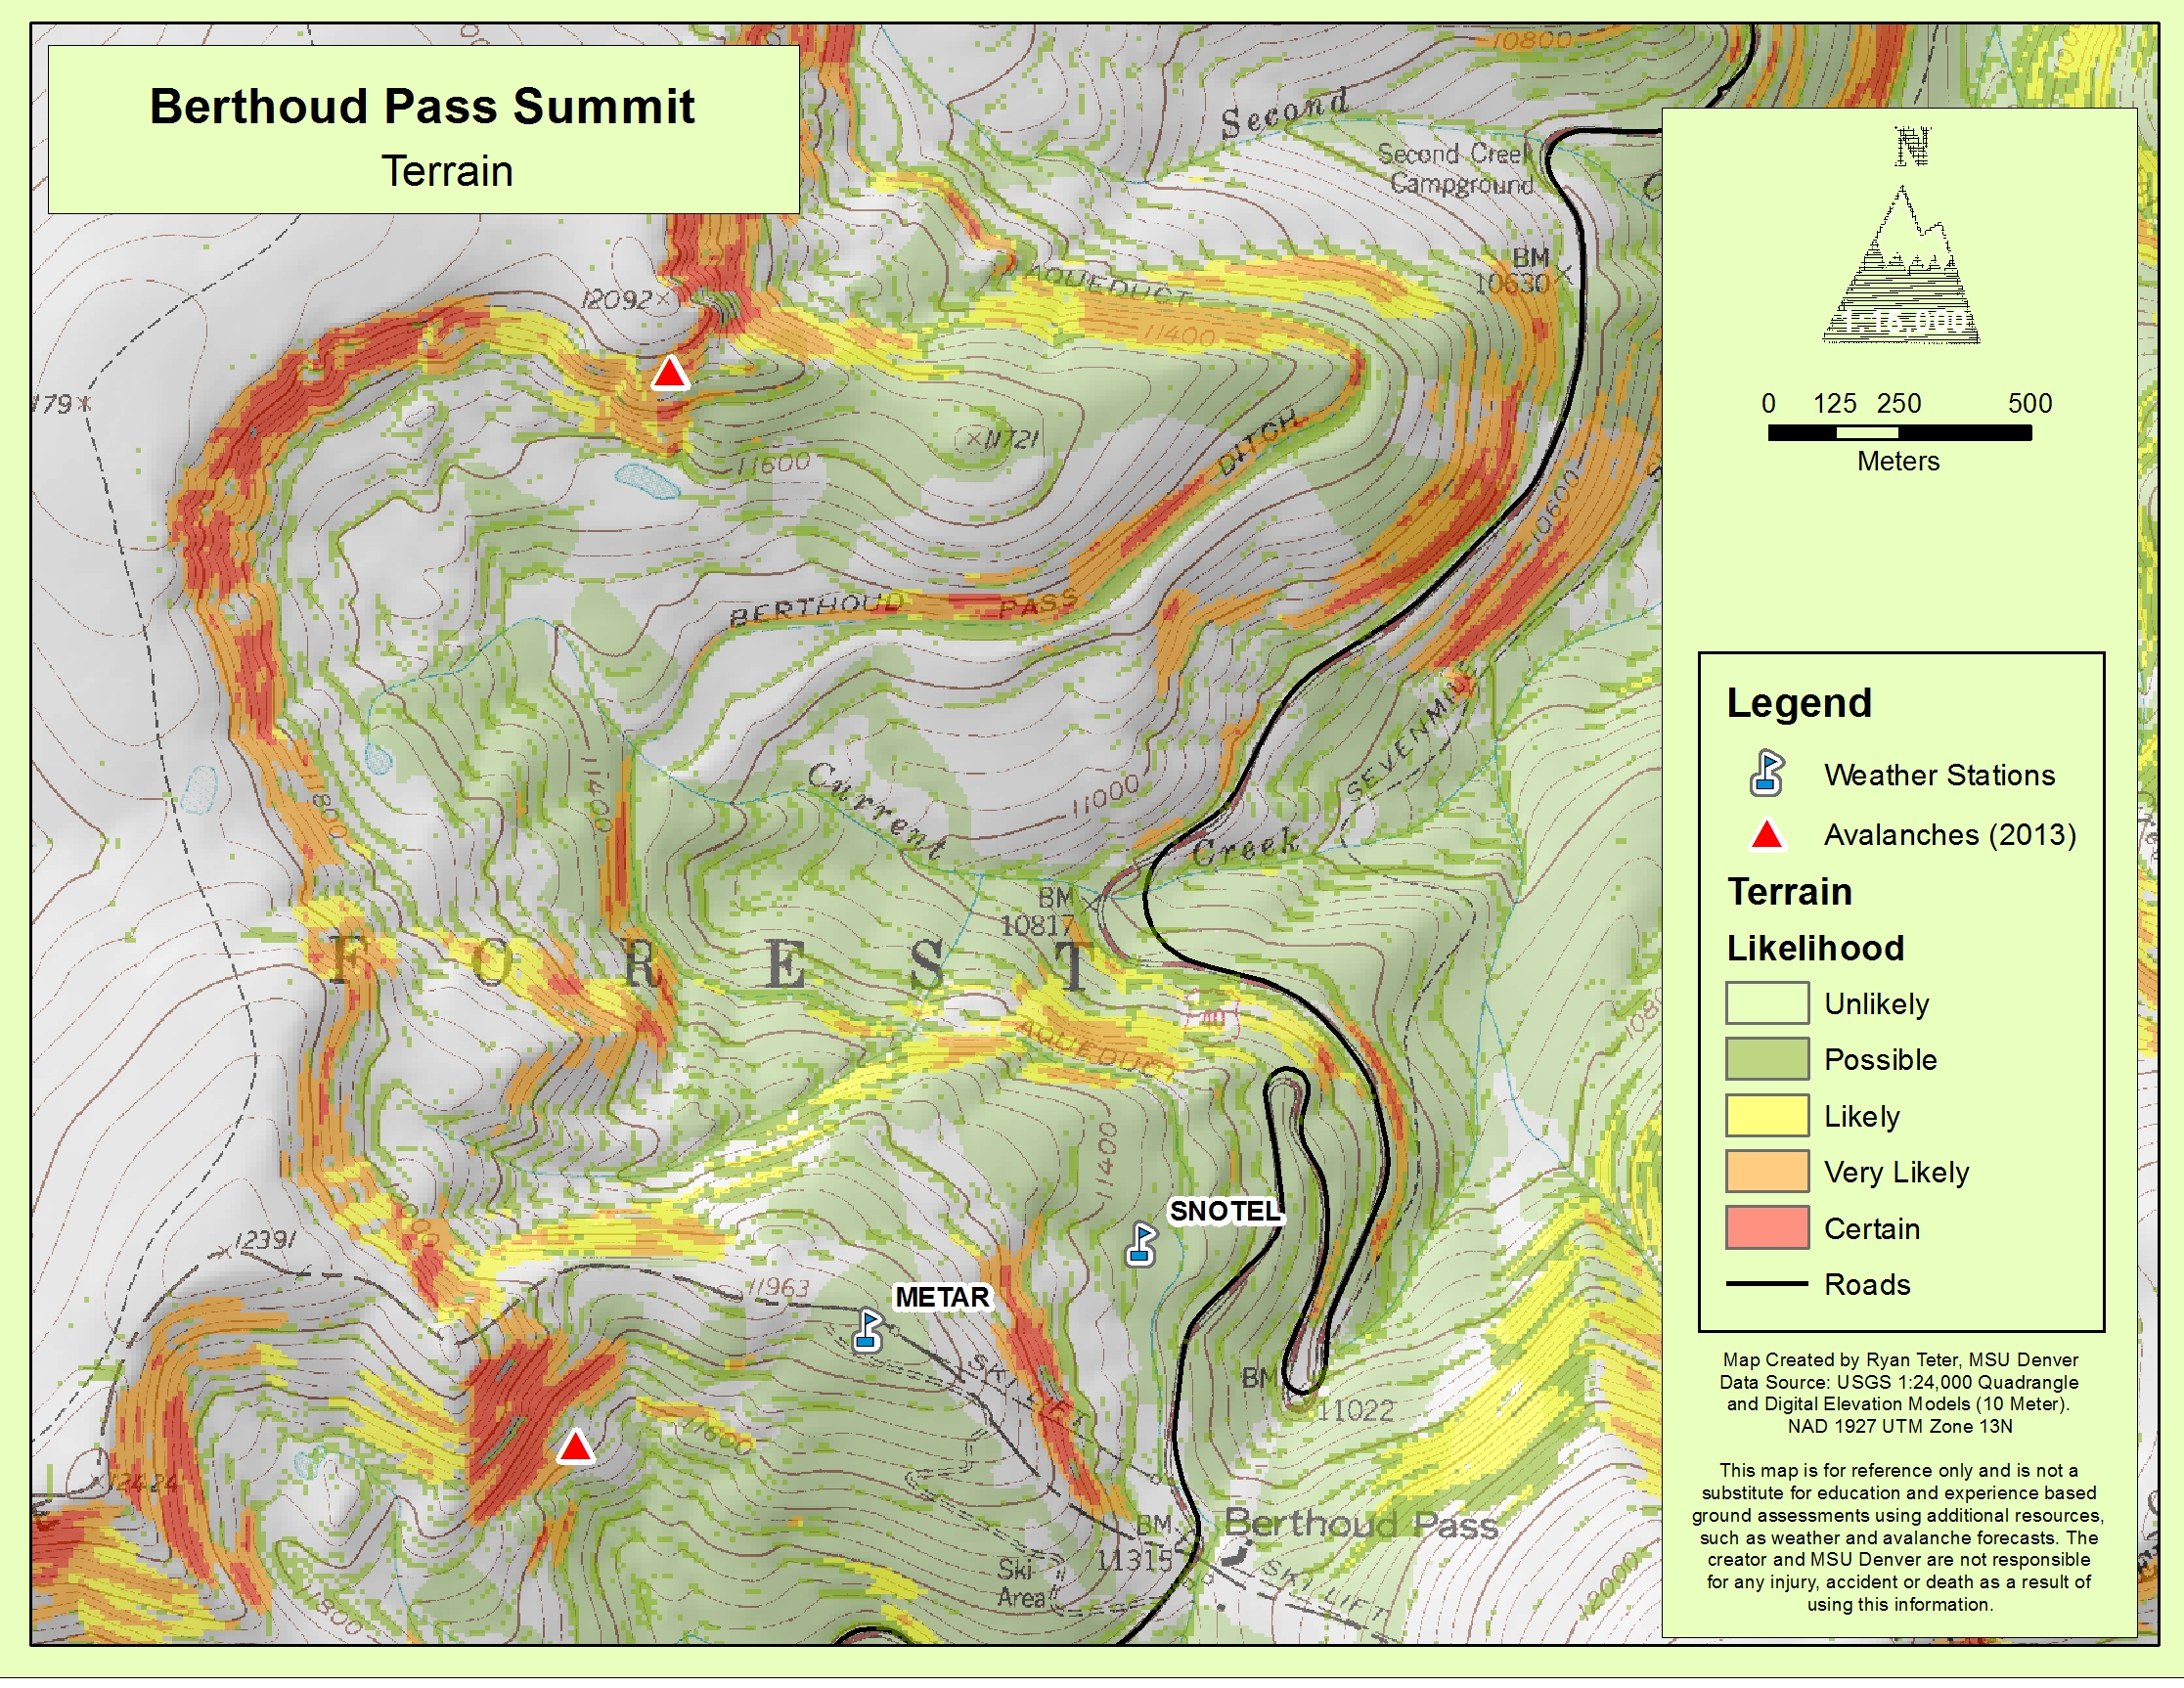 Berthoud Pass Summit
Terrain
10800
Second
Second Creek
Campground
BM
10630
12092
AQUEDUCT
11400
179
11721
DITCH
11600
10600
BERTHOUD PASS
SEVENMILE
11400
11800
Current
11000
Creek
BM
10817
F O R E S T
AQUEDUCT
11400
SNOTEL
12391
11963
METAR
SKI LIFT
BM
11022
11600
12424
BM
11315
Berthoud Pass
Ski
Area
SKI LIFT
11800
12000
N
1:16,000
0 125 250 500
Meters
Legend
Weather Stations
Avalanches (2013)
Terrain
Likelihood
Unlikely
Possible
Likely
Very Likely
Certain
Roads
Map Created by Ryan Teter, MSU Denver
Data Source: USGS 1:24,000 Quadrangle
and Digital Elevation Models (10 Meter).
NAD 1927 UTM Zone 13N
This map is for reference only and is not a
substitute for education and experience based
ground assessments using additional resources,
such as weather and avalanche forecasts. The
creator and MSU Denver are not responsible
for any injury, accident or death as a result of
using this information.